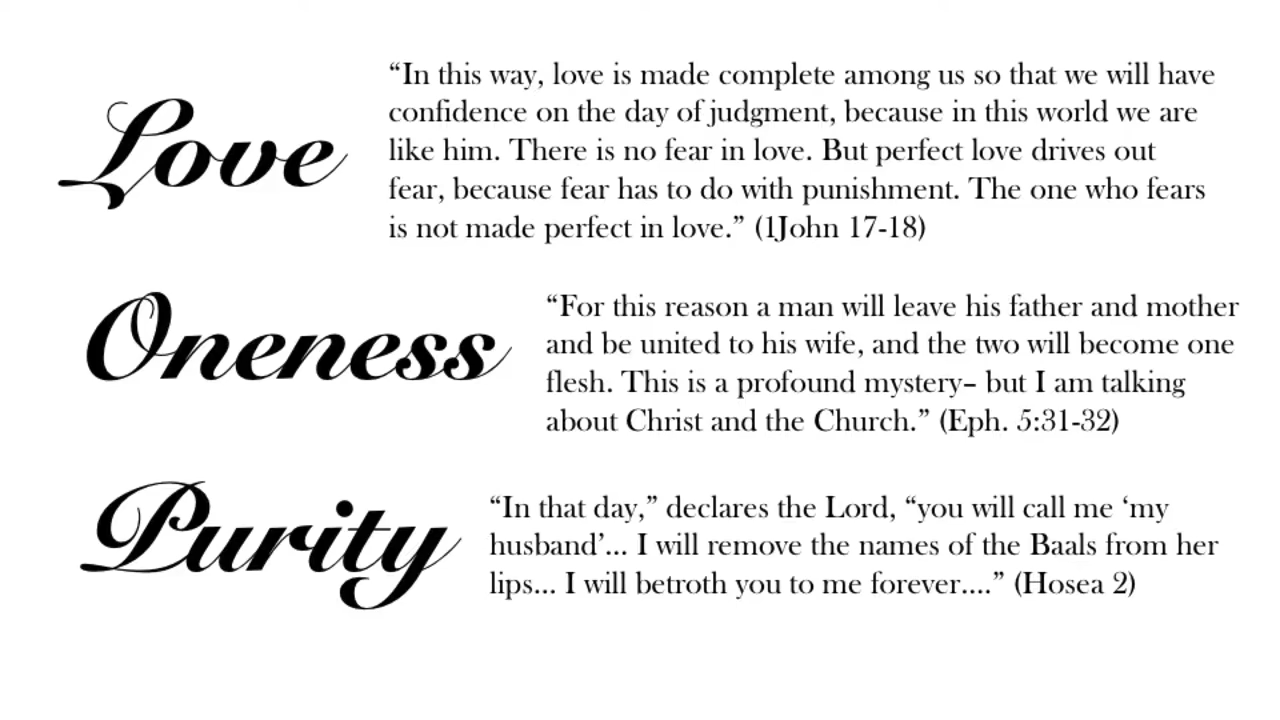 Love
“In this way, love is made complete among us so that we will have
confidence on the day of judgment, because in this world we are
like him. There is no fear in love. But perfect love drives out
fear, because fear has to do with punishment. The one who fears
is not made perfect in love.” (1John 17-18)
Oneness
“For this reason a man will leave his father and mother
and be united to his wife, and the two will become one
flesh. This is a profound mystery– but I am talking
about Christ and the Church.” (Eph. 5:31-32)
Purity
“In that day,” declares the Lord, “you will call me ‘my
husband’... I will remove the names of the Baals from her
lips... I will betroth you to me forever....” (Hosea 2)